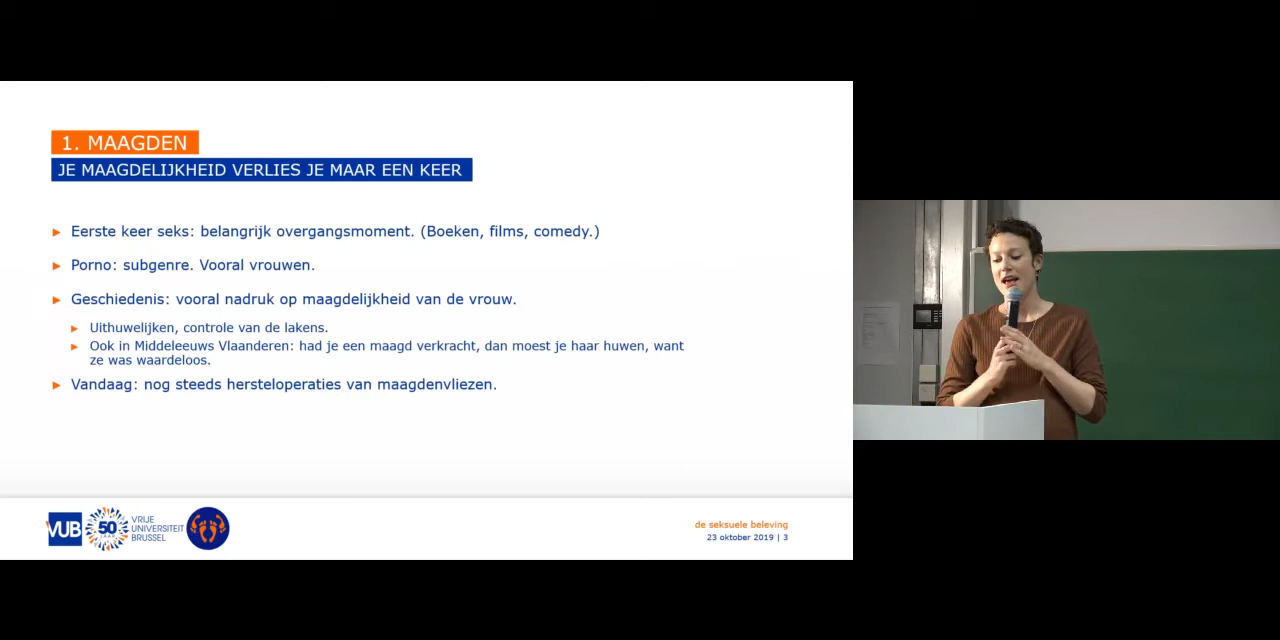 1. MAAGDEN
JE MAAGDELIJKHEID VERLIES JE MAAR EEN KEER
Eerste keer seks: belangrijk overgangsmoment. (Boeken, films, comedy.)
Porno: subgenre. Vooral vrouwen.
Geschiedenis: vooral nadruk op maagdelijkheid van de vrouw.
Uithuwelijken, controle van de lakens.
Ook in Middeleeuws Vlaanderen: had je een maagd verkracht, dan moest je haar huwen, want
ze was waardeloos.
Vandaag: nog steeds hersteloperaties van maagdenvliezen.
VUB
50
JAAR
VRIJE
UNIVERSITEIT
BRUSSEL
de seksuele beleving
23 oktober 2019 | 3